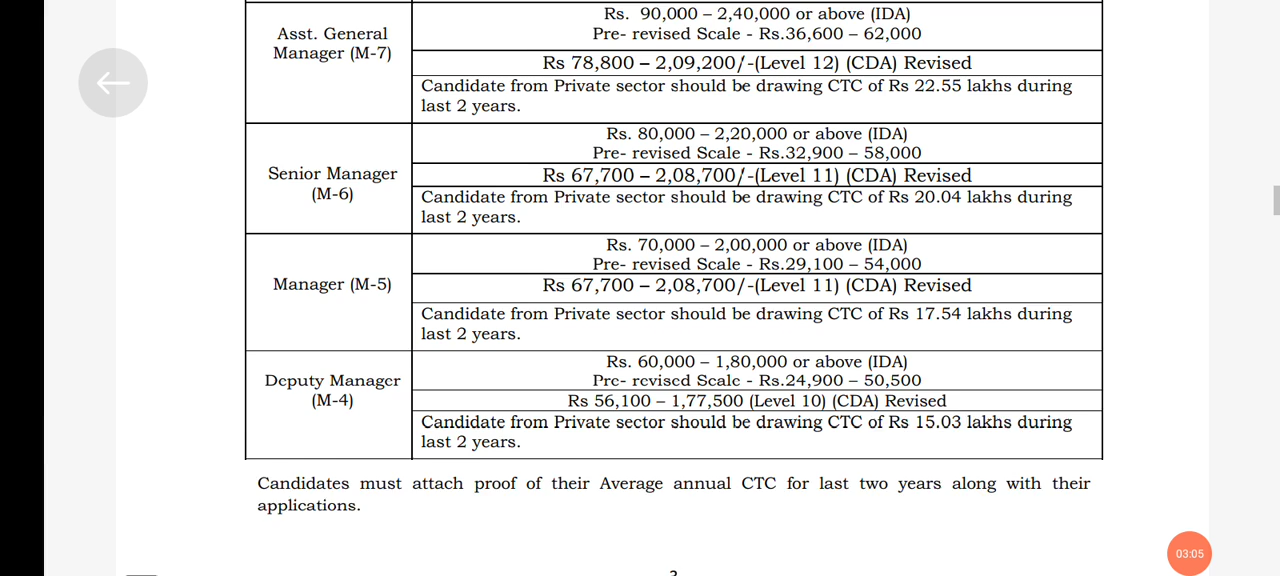 Rs. 90,000 – 2,40,000 or above (IDA)
Asst. General
Manager (M-7)
Pre- revised Scale - Rs.36,600 – 62,000
Rs 78,800 – 2,09,200/-(Level 12) (CDA) Revised
Candidate from Private sector should be drawing CTC of Rs 22.55 lakhs during
last 2 years.
Rs. 80,000 – 2,20,000 or above (IDA)
Pre- revised Scale - Rs.32,900 – 58,000
Senior Manager
(M-6)
Rs 67,700 – 2,08,700/-(Level 11) (CDA) Revised
Candidate from Private sector should be drawing CTC of Rs 20.04 lakhs during
last 2 years.
Rs. 70,000 – 2,00,000 or above (IDA)
Pre- revised Scale - Rs.29,100 – 54,000
Manager (M-5)
Rs 67,700 – 2,08,700/-(Level 11) (CDA) Revised
Candidate from Private sector should be drawing CTC of Rs 17.54 lakhs during
last 2 years.
Rs. 60,000 – 1,80,000 or above (IDA)
Deputy Manager
(M-4)
Pre- revised Scale - Rs.24,900 – 50,500
Rs 56,100 – 1,77,500 (Level 10) (CDA) Revised
Candidate from Private sector should be drawing CTC of Rs 15.03 lakhs during
last 2 years.
Candidates must attach proof of their Average annual CTC for last two years along with their
applications.
03:05